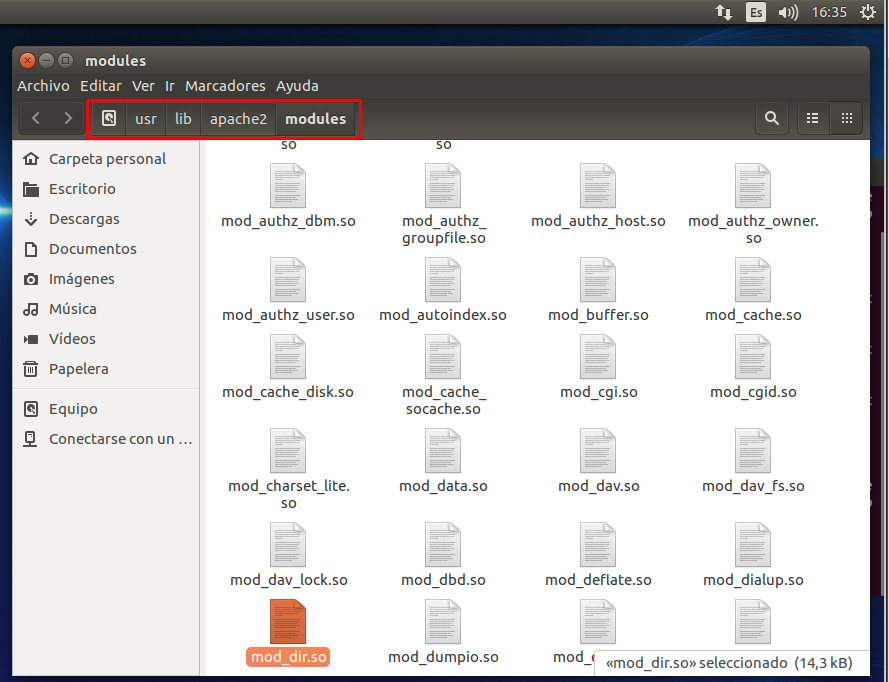 Es 16:35
modules
Archivo Editar Ver Ir Marcadores Ayuda
usr lib apache2 modules
Carpeta personal
Escritorio
Descargas
Documentos
Imágenes
Música
Vídeos
Papelera
Equipo
Conectarse con un …
so so
mod_authz_dbm.so mod_authz_ mod_authz_host.so mod_authz_owner.
groupfile.so so
mod_authz_user.so mod_autoindex.so mod_buffer.so mod_cache.so
mod_cache_disk.so mod_cache_ mod_cgi.so mod_cgid.so
socache.so
mod_charset_lite. mod_data.so mod_dav.so mod_dav_fs.so
so
mod_dav_lock.so mod_dbd.so mod_deflate.so mod_dialup.so
mod_dir.so mod_dumpio.so
«mod_dir.so» seleccionado (14,3 kB)